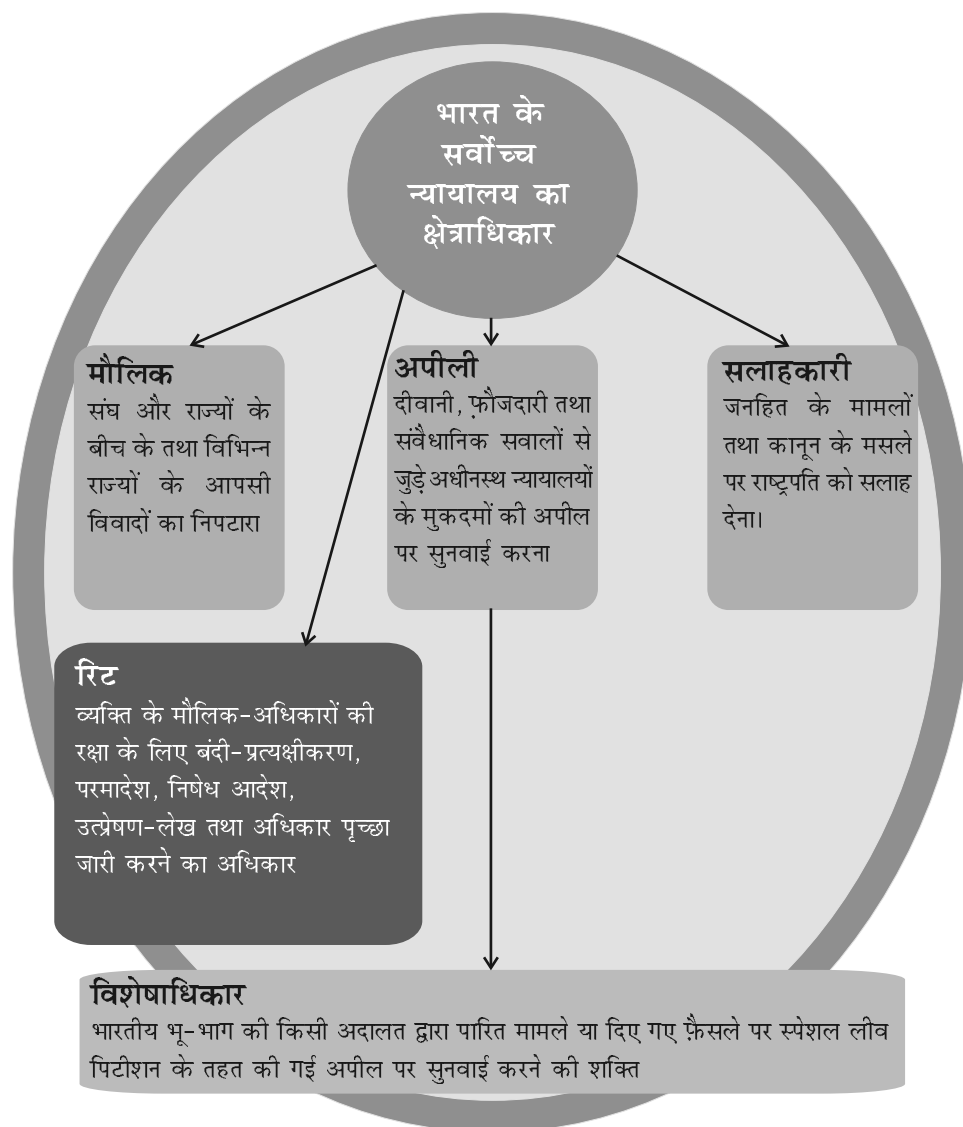 भारत के
सर्वोच्च
न्यायालय का
क्षेत्राधिकार
मौलिक
संघ और राज्यों के
बीच के तथा विभिन्न
राज्यों के आपसी
विवादों का निपटारा
अपीली
दीवानी, फ़ौजदारी तथा
संवैधानिक सवालों से
जुड़े अधीनस्थ न्यायालयों
के मुकदमों की अपील
पर सुनवाई करना
सलाहकारी
जनहित के मामलों
तथा कानून के मसले
पर राष्ट्रपति को सलाह
देना।
रिट
व्यक्ति के मौलिक-अधिकारों की
रक्षा के लिए बंदी-प्रत्यक्षीकरण,
परमादेश, निषेध आदेश,
उत्प्रेषण-लेख तथा अधिकार पृच्छा
जारी करने का अधिकार
विशेषाधिकार
भारतीय भू-भाग की किसी अदालत द्वारा पारित मामले या दिए गए फ़ैसले पर स्पेशल लीव
पिटीशन के तहत की गई अपील पर सुनवाई करने की शक्ति